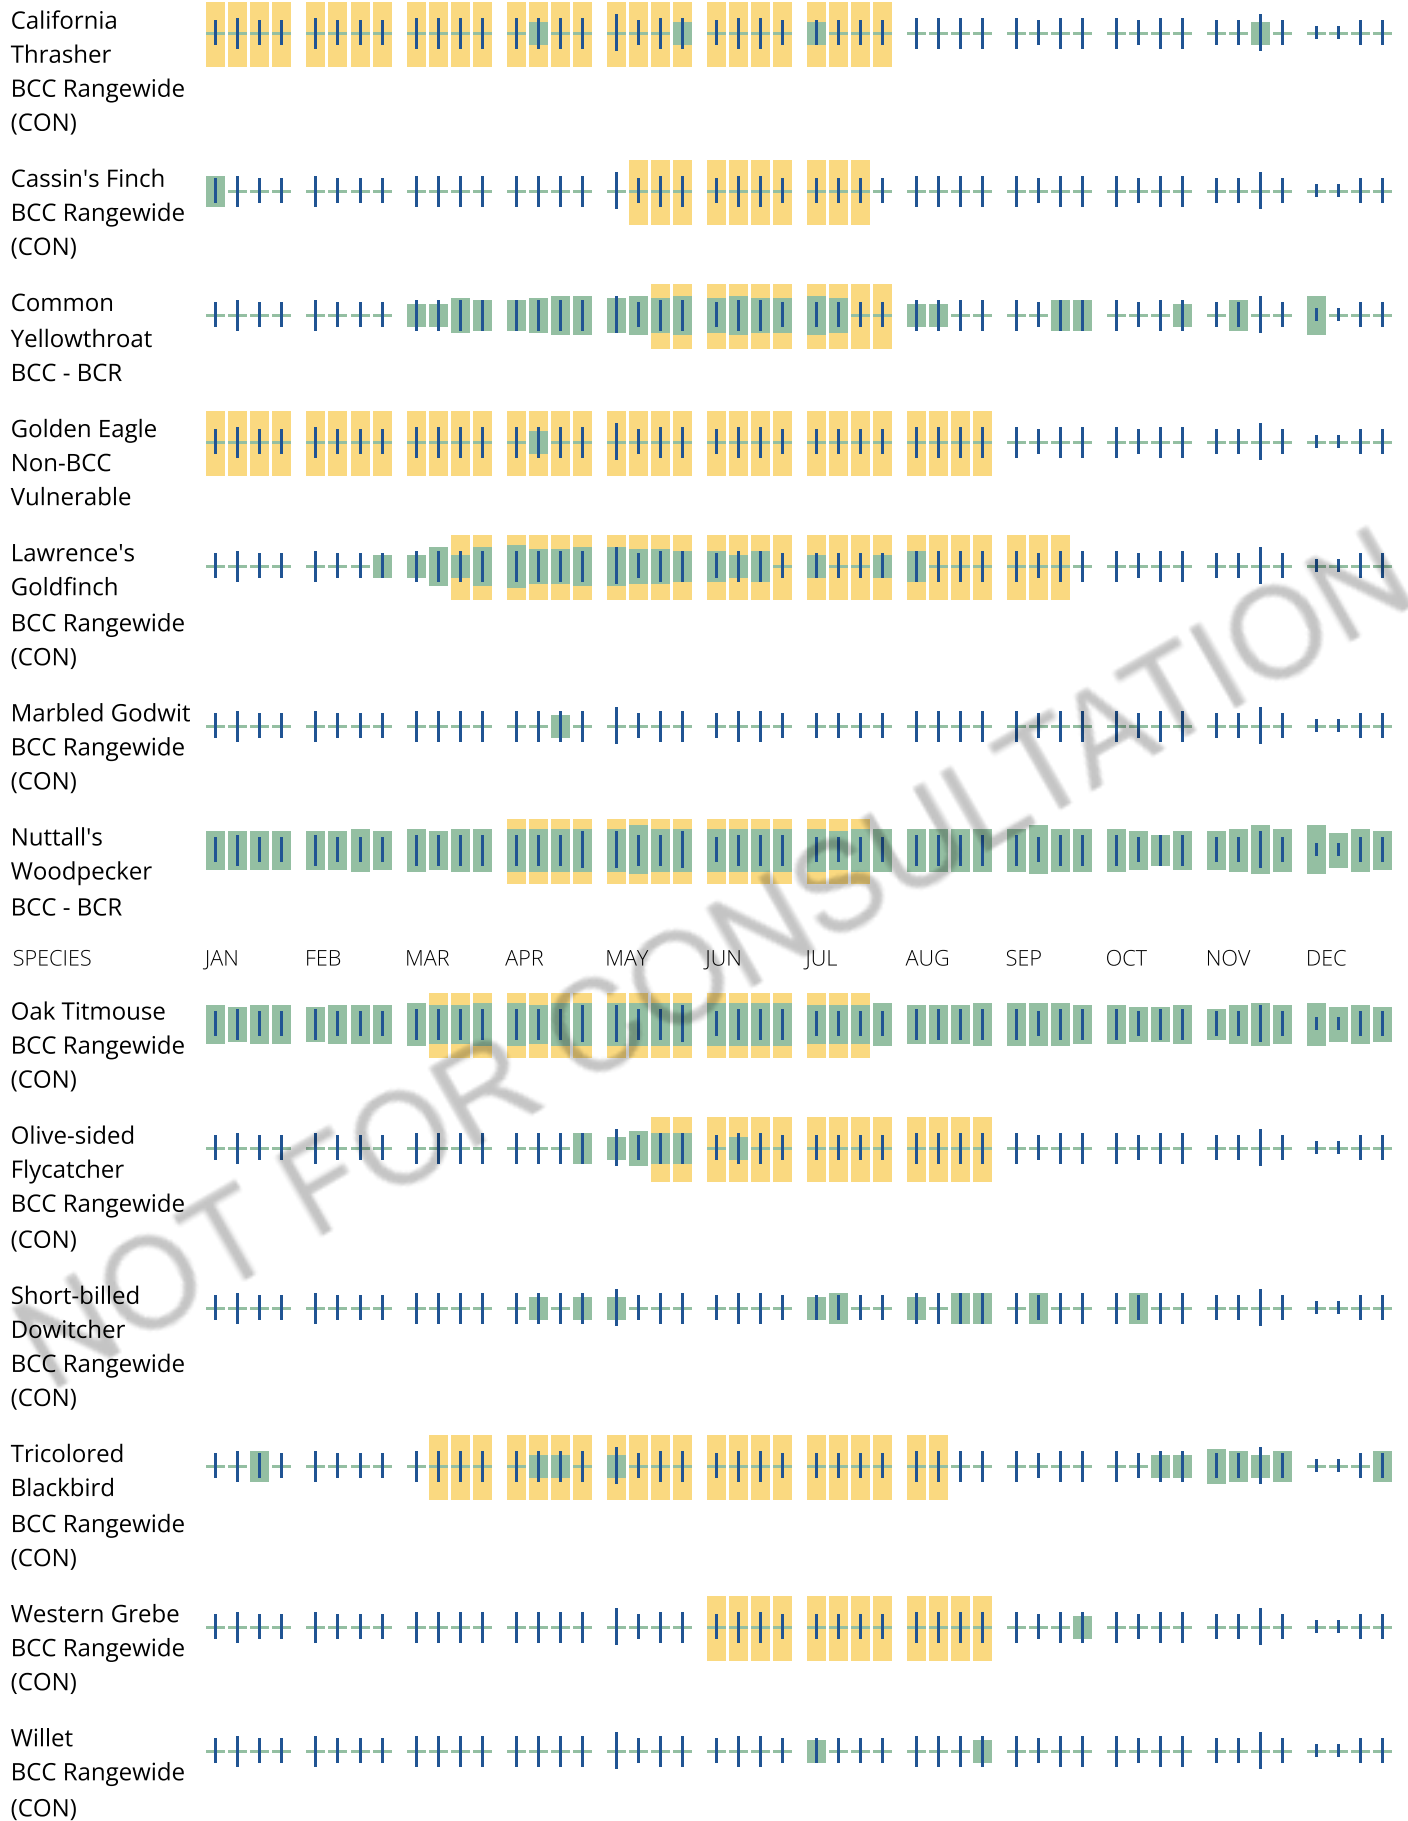 California
Thrasher
BCC Rangewide
(CON)
Cassin's Finch
BCC Rangewide
(CON)
Common
Yellowthroat
BCC - BCR
Golden Eagle
Non-BCC
Vulnerable
Lawrence's
Goldfinch
BCC Rangewide
(CON)
Marbled Godwit
BCC Rangewide
(CON)
Nuttall's
Woodpecker
BCC - BCR
SPECIES JAN FEB MAR APR MAY JUN JUL AUG SEP OCT NOV DEC
Oak Titmouse
BCC Rangewide
(CON)
Olive-sided
Flycatcher
BCC Rangewide
(CON)
Short-billed
Dowitcher
BCC Rangewide
(CON)
Tricolored
Blackbird
BCC Rangewide
(CON)
Western Grebe
BCC Rangewide
(CON)
Willet
BCC Rangewide
(CON)
NOT FOR CONSULTATION